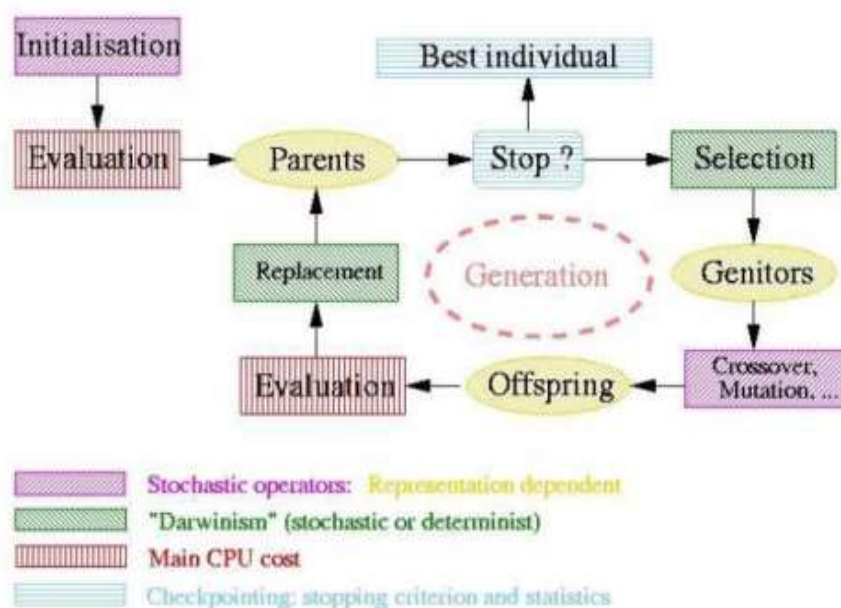 Initialisation
Best individual
Evaluation
Parents
Stop ?
Selection
Replacement
Generation
Genitors
Evaluation
Offspring
Crossover,
Mutation, ...
Stochastic operators: Representation dependent
"Darwinism" (stochastic or determinist)
Main CPU cost
Checkpointing: stopping criterion and statistics